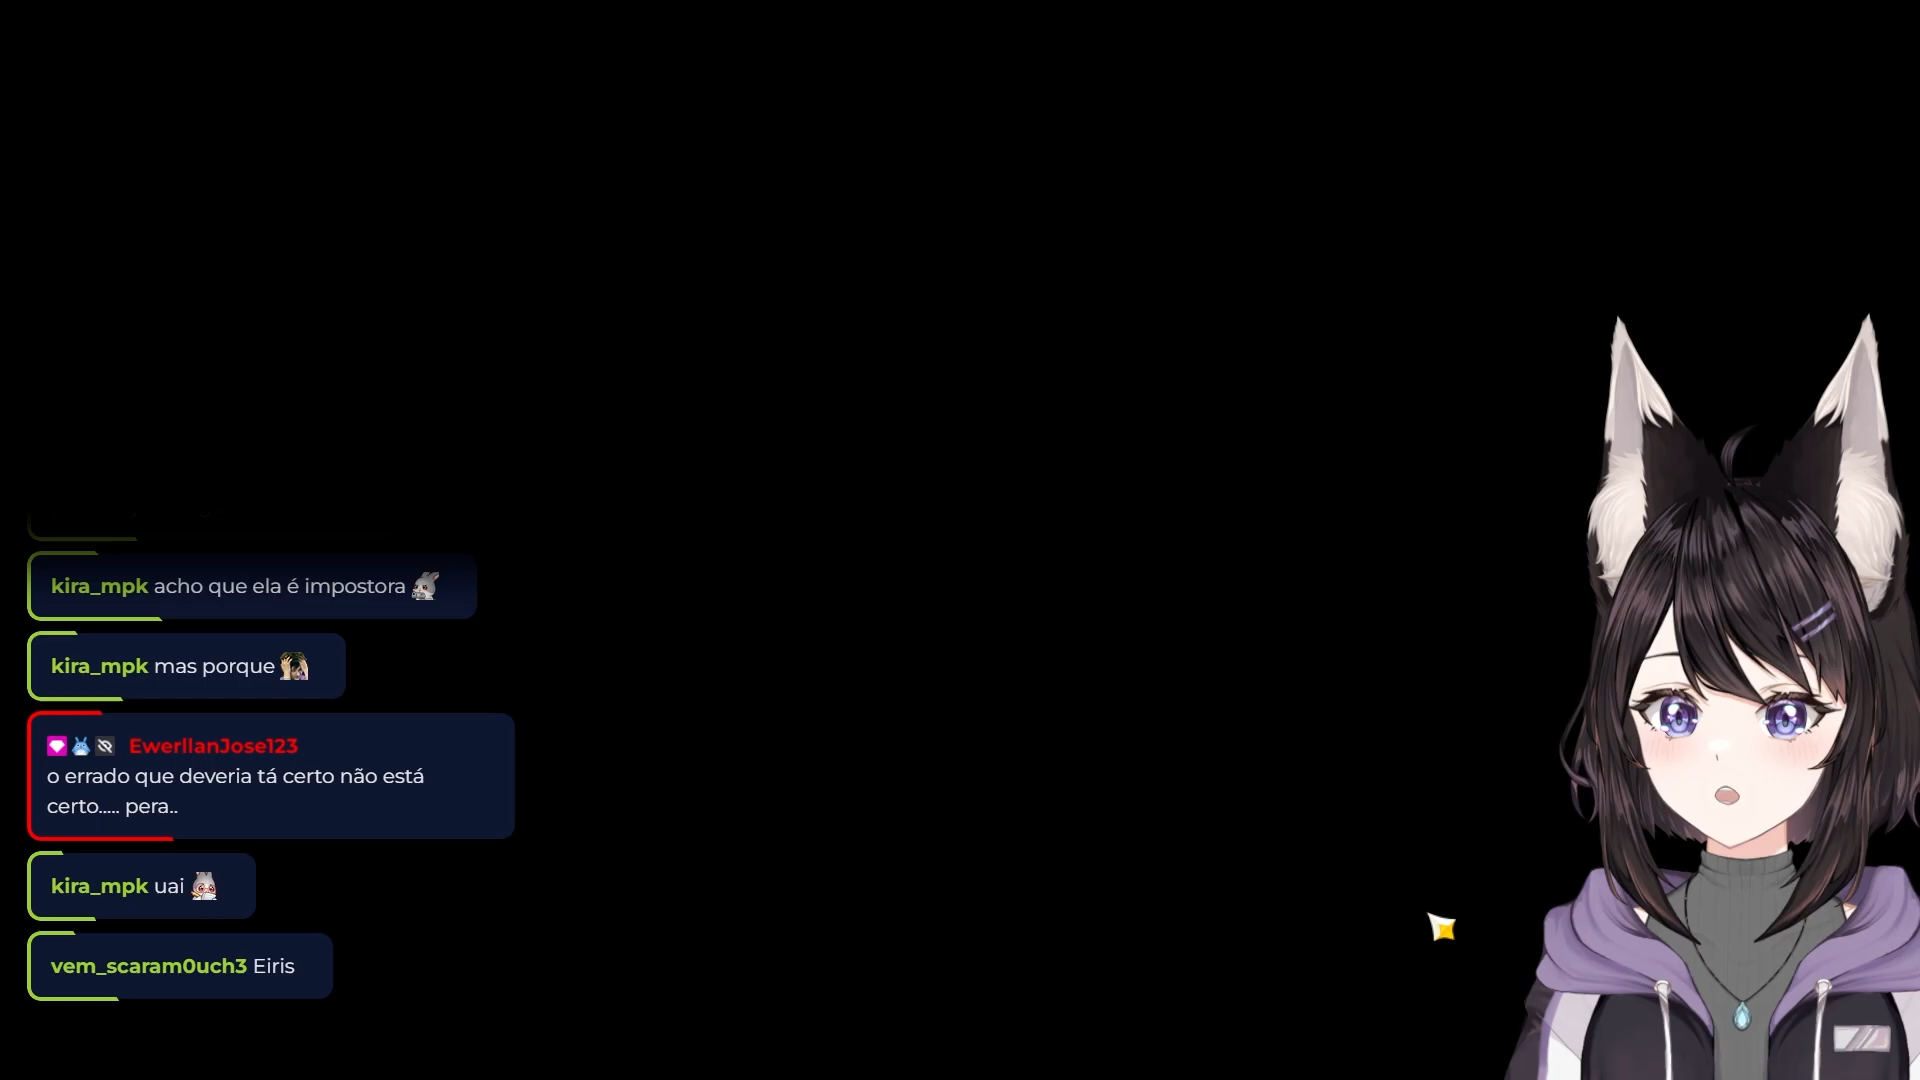 kira_mpk acho que ela é impostora
kira_mpk mas porque
EwerllanJose123
o errado que deveria tá certo não está
certo..... pera..
kira_mpk uai
vem_scaram0uch3 Eiris